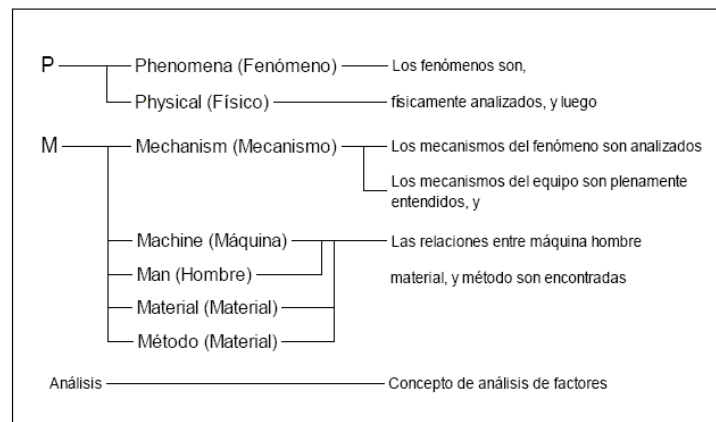 P Phenomena (Fenómeno) Los fenómenos son,
Physical (Físico) físicamente analizados, y luego
M Mechanism (Mecanismo) Los mecanismos del fenómeno son analizados
Los mecanismos del equipo son plenamente
entendidos, y
Machine (Máquina) Las relaciones entre máquina hombre
Man (Hombre) material, y método son encontradas
Material (Material)
Método (Material)
Análisis Concepto de análisis de factores